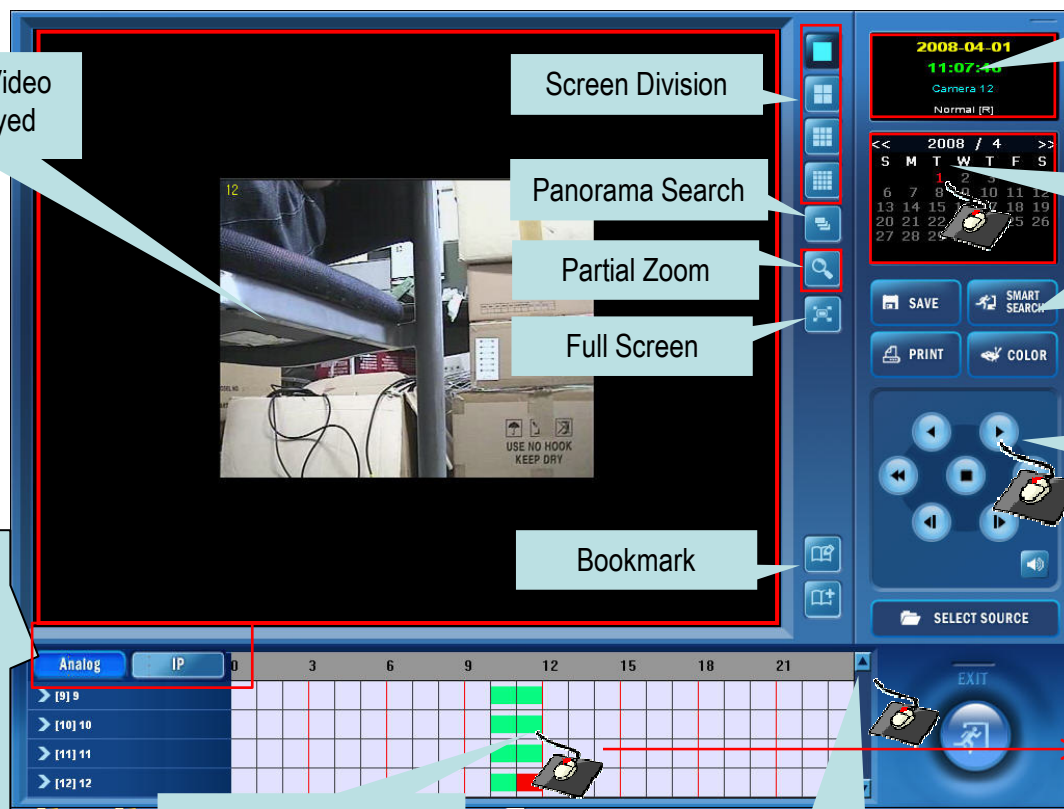 Video
yed
Screen Division
Panorama Search
Partial Zoom
Full Screen
Bookmark
12
USE NO HOOK
KEEP DRY
2008-04-01
11:07:46
Camera 12
Normal [R]
<< 2008 / 4 >>
S M T W T F S
1 2 3
6 7 8 9 10 11 12
13 14 15 17 18 19
20 21 22 25 26
27 28 29
SAVE
SMART
SEARCH
PRINT
COLOR
SELECT SOURCE
EXIT
Analog
IP
0 3 6 9 12 15 18 21
[9] 9
[10] 10
[11] 11
[12] 12